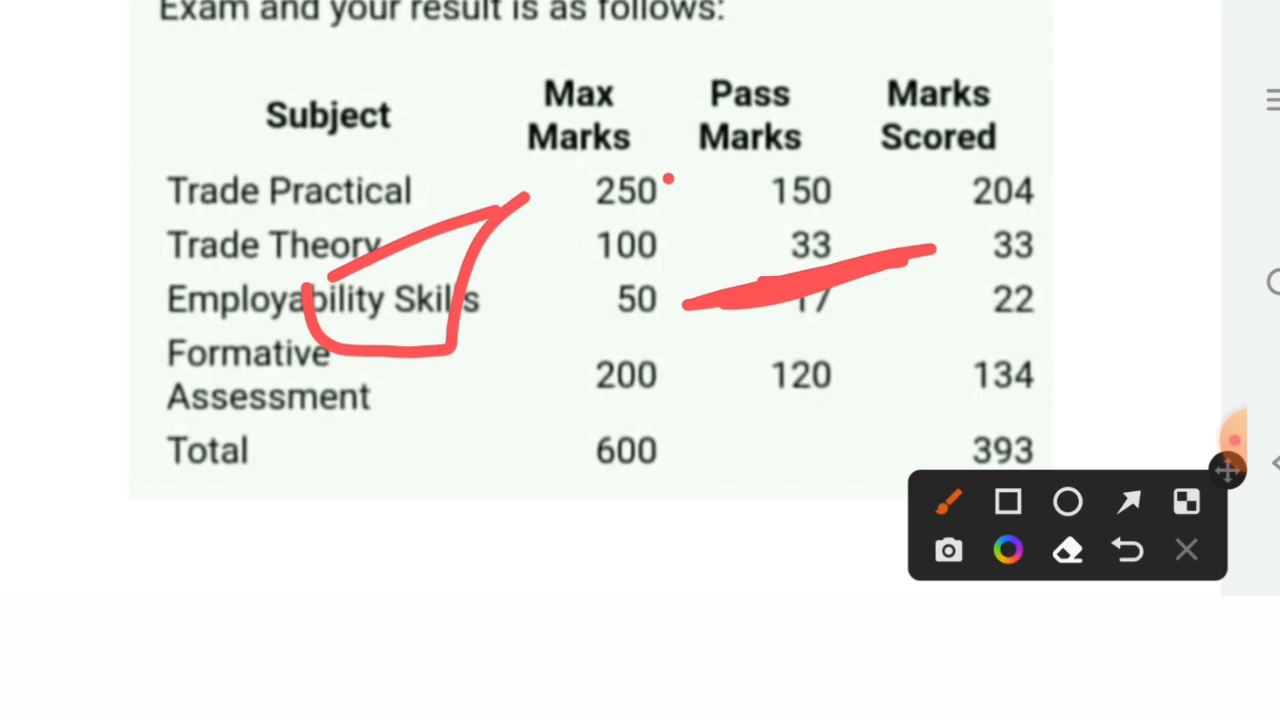 Exam and your result is as follows:
Subject Max Marks Pass Marks Marks Scored
Trade Practical 250 150 204
Trade Theory 100 33 33
Employability Skills 50 17 22
Formative Assessment 200 120 134
Total 600 393